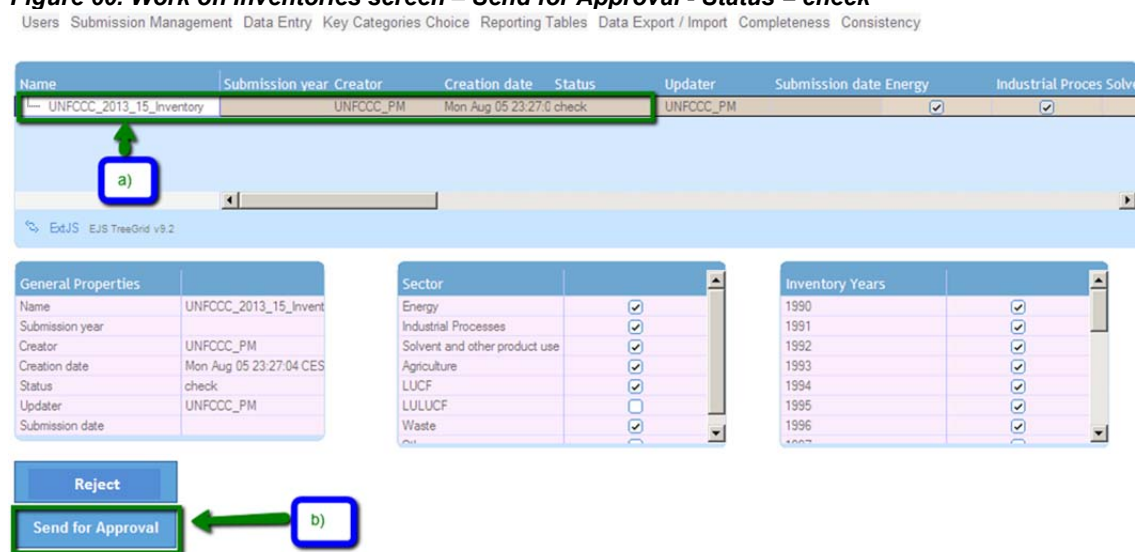 Figure 60. Work on Inventories screen – Send for Approval - Status = check
Users Submission Management Data Entry Key Categories Choice Reporting Tables Data Export / Import Completeness Consistency
Name Submission year Creator Creation date Status Updater Submission date Energy Industrial Proces Solve
UNFCCC_2013_15_Inventory UNFCCC_PM Mon Aug 05 23:27:0 check UNFCCC_PM
a)
ExtJS EJS TreeGrid v9.2
General Properties
Name UNFCCC_2013_15_Invent
Submission year
Creator UNFCCC_PM
Creation date Mon Aug 05 23:27:04 CES
Status check
Updater UNFCCC_PM
Submission date
Sector
Energy
Industrial Processes
Solvent and other product use
Agriculture
LUCF
LULUCF
Waste
Inventory Years
1990
1991
1992
1993
1994
1995
1996
Reject
Send for Approval
b)